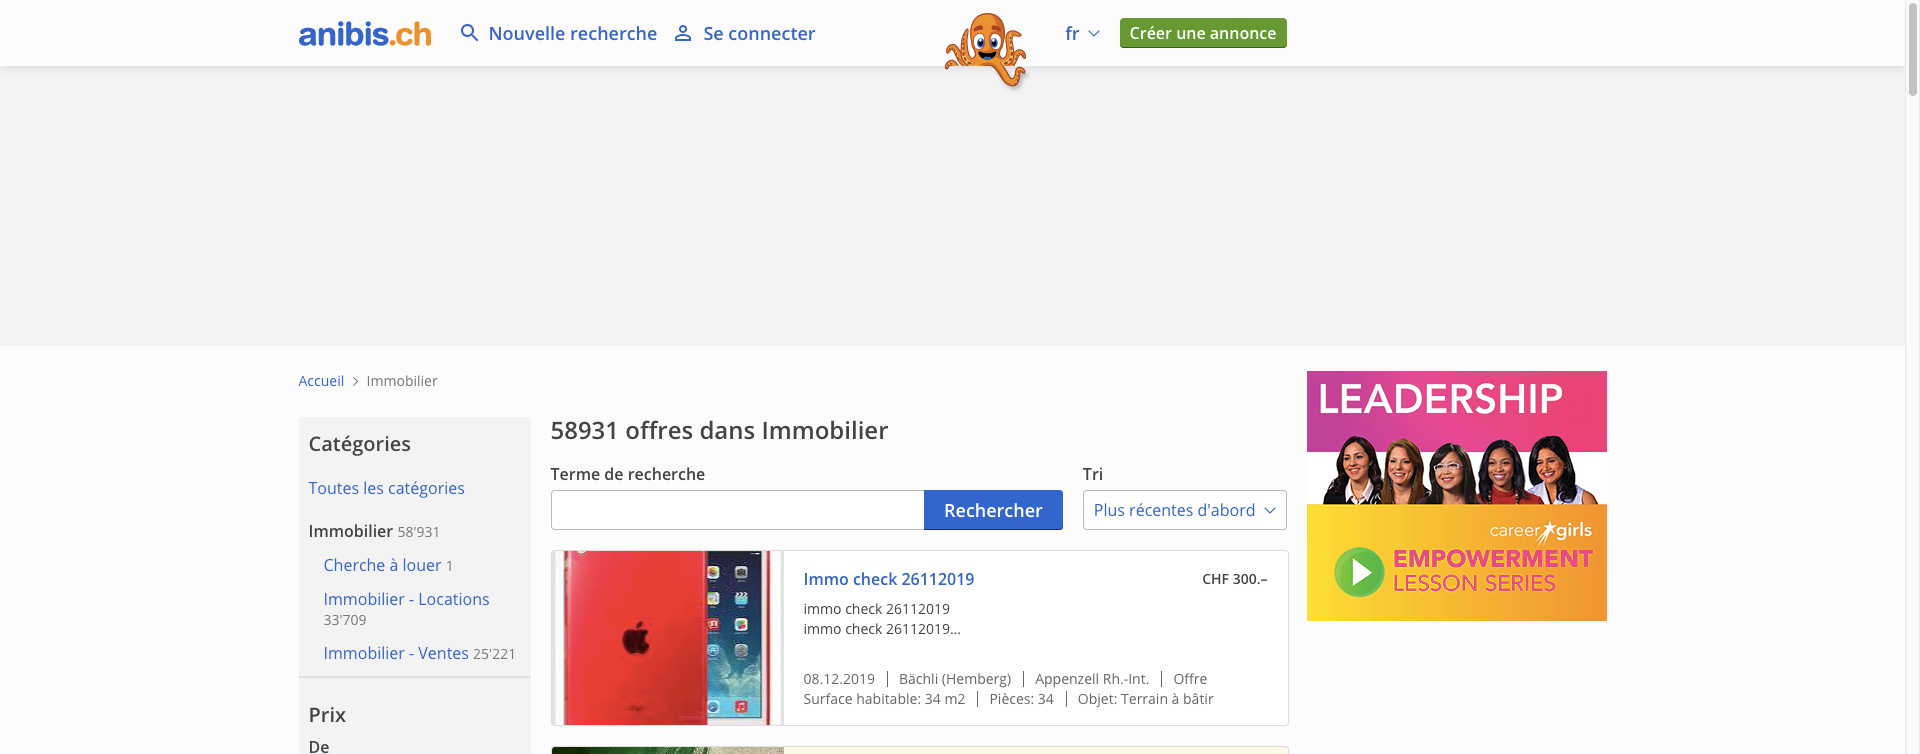 anibis.ch
Nouvelle recherche
Se connecter
fr
Créer une annonce
Accueil > Immobilier
Catégories
Toutes les catégories
Immobilier 58'931
Cherche à louer 1
Immobilier - Locations
33'709
Immobilier - Ventes 25'221
Prix
De
58931 offres dans Immobilier
Terme de recherche
Rechercher
Tri
Plus récentes d'abord
Immo check 26112019
CHF 300.–
immo check 26112019
immo check 26112019...
08.12.2019 | Bächli (Hemberg) | Appenzell Rh.-Int. | Offre
Surface habitable: 34 m2 | Pièces: 34 | Objet: Terrain à bâtir
LEADERSHIP
career girls
EMPOWERMENT
LESSON SERIES